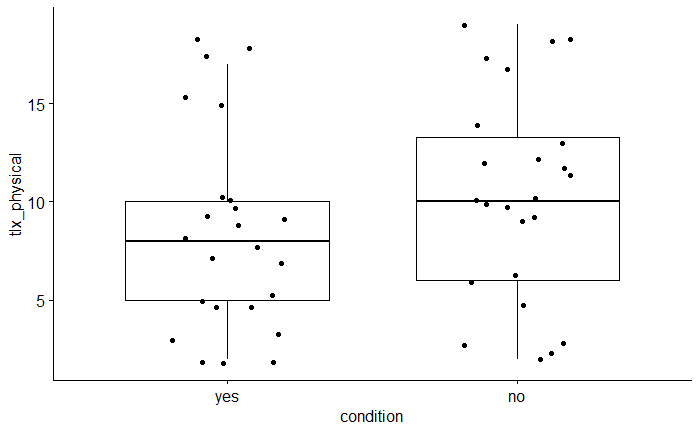 15
10
5
tlx_physical
yes
no
condition